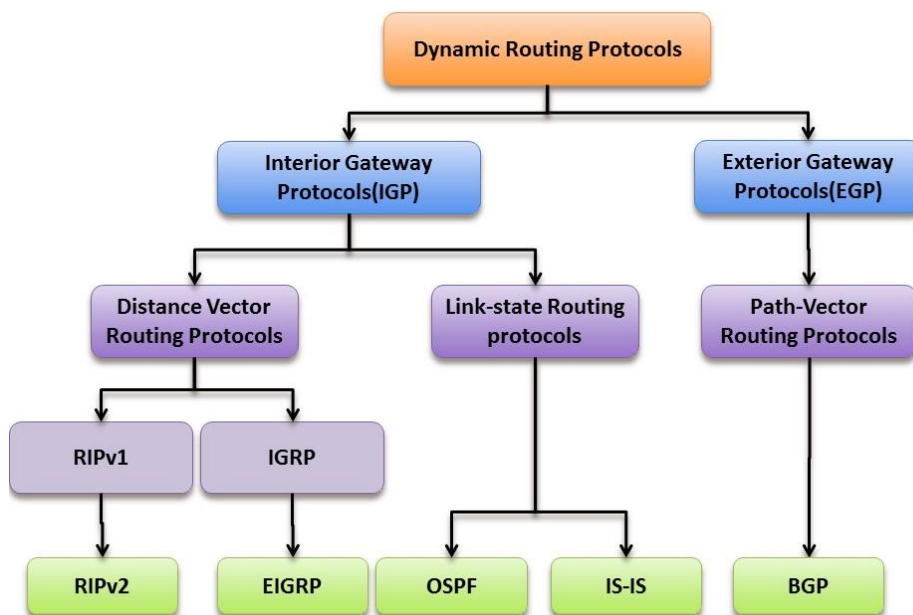 Dynamic Routing Protocols
Interior Gateway
Protocols(IGP)
Exterior Gateway
Protocols(EGP)
Distance Vector
Routing Protocols
Link-state Routing
protocols
Path-Vector
Routing Protocols
RIPv1
IGRP
RIPv2
EIGRP
OSPF
IS-IS
BGP